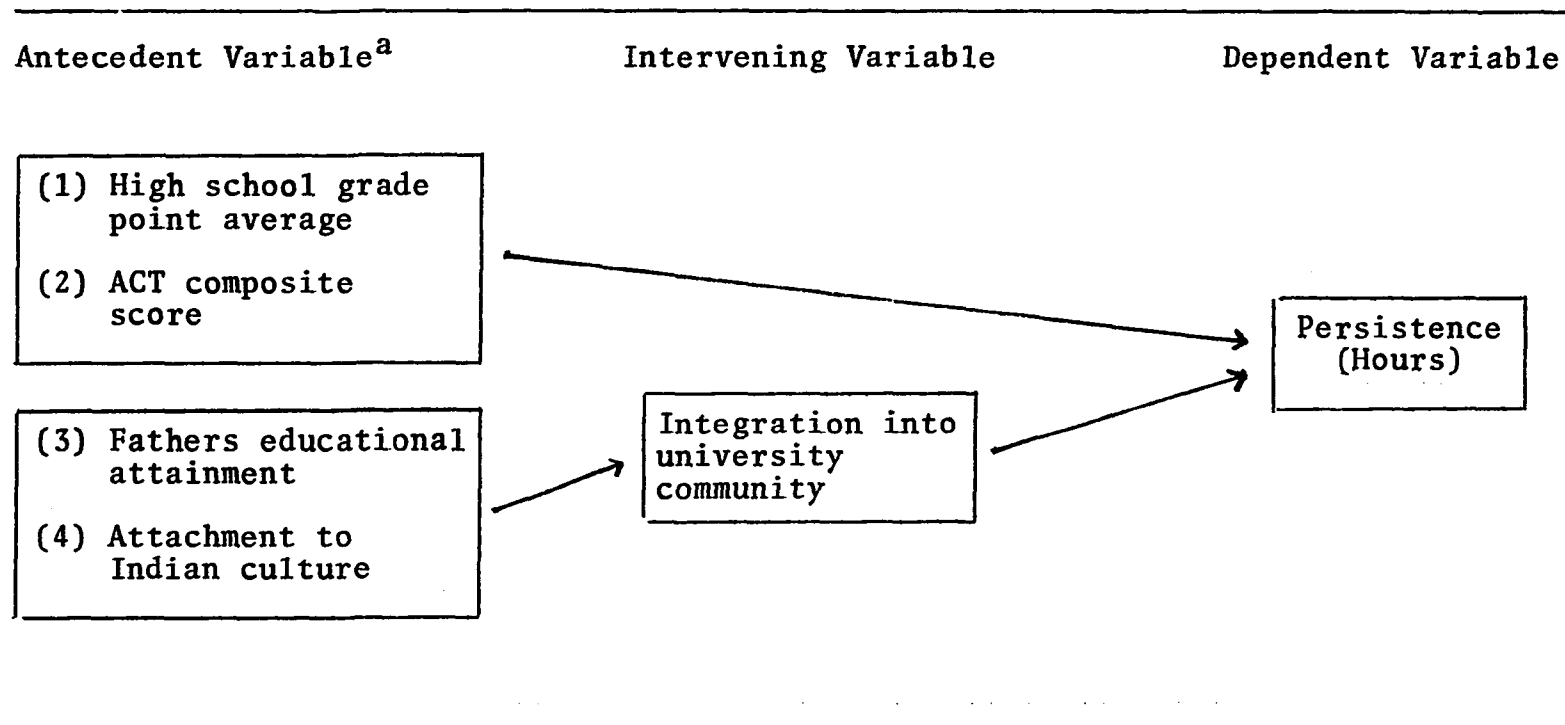 Antecedent Variableᵃ
Intervening Variable
Dependent Variable
(1) High school grade
point average
(2) ACT composite
score
(3) Fathers educational
attainment
(4) Attachment to
Indian culture
Integration into
university
community
Persistence
(Hours)